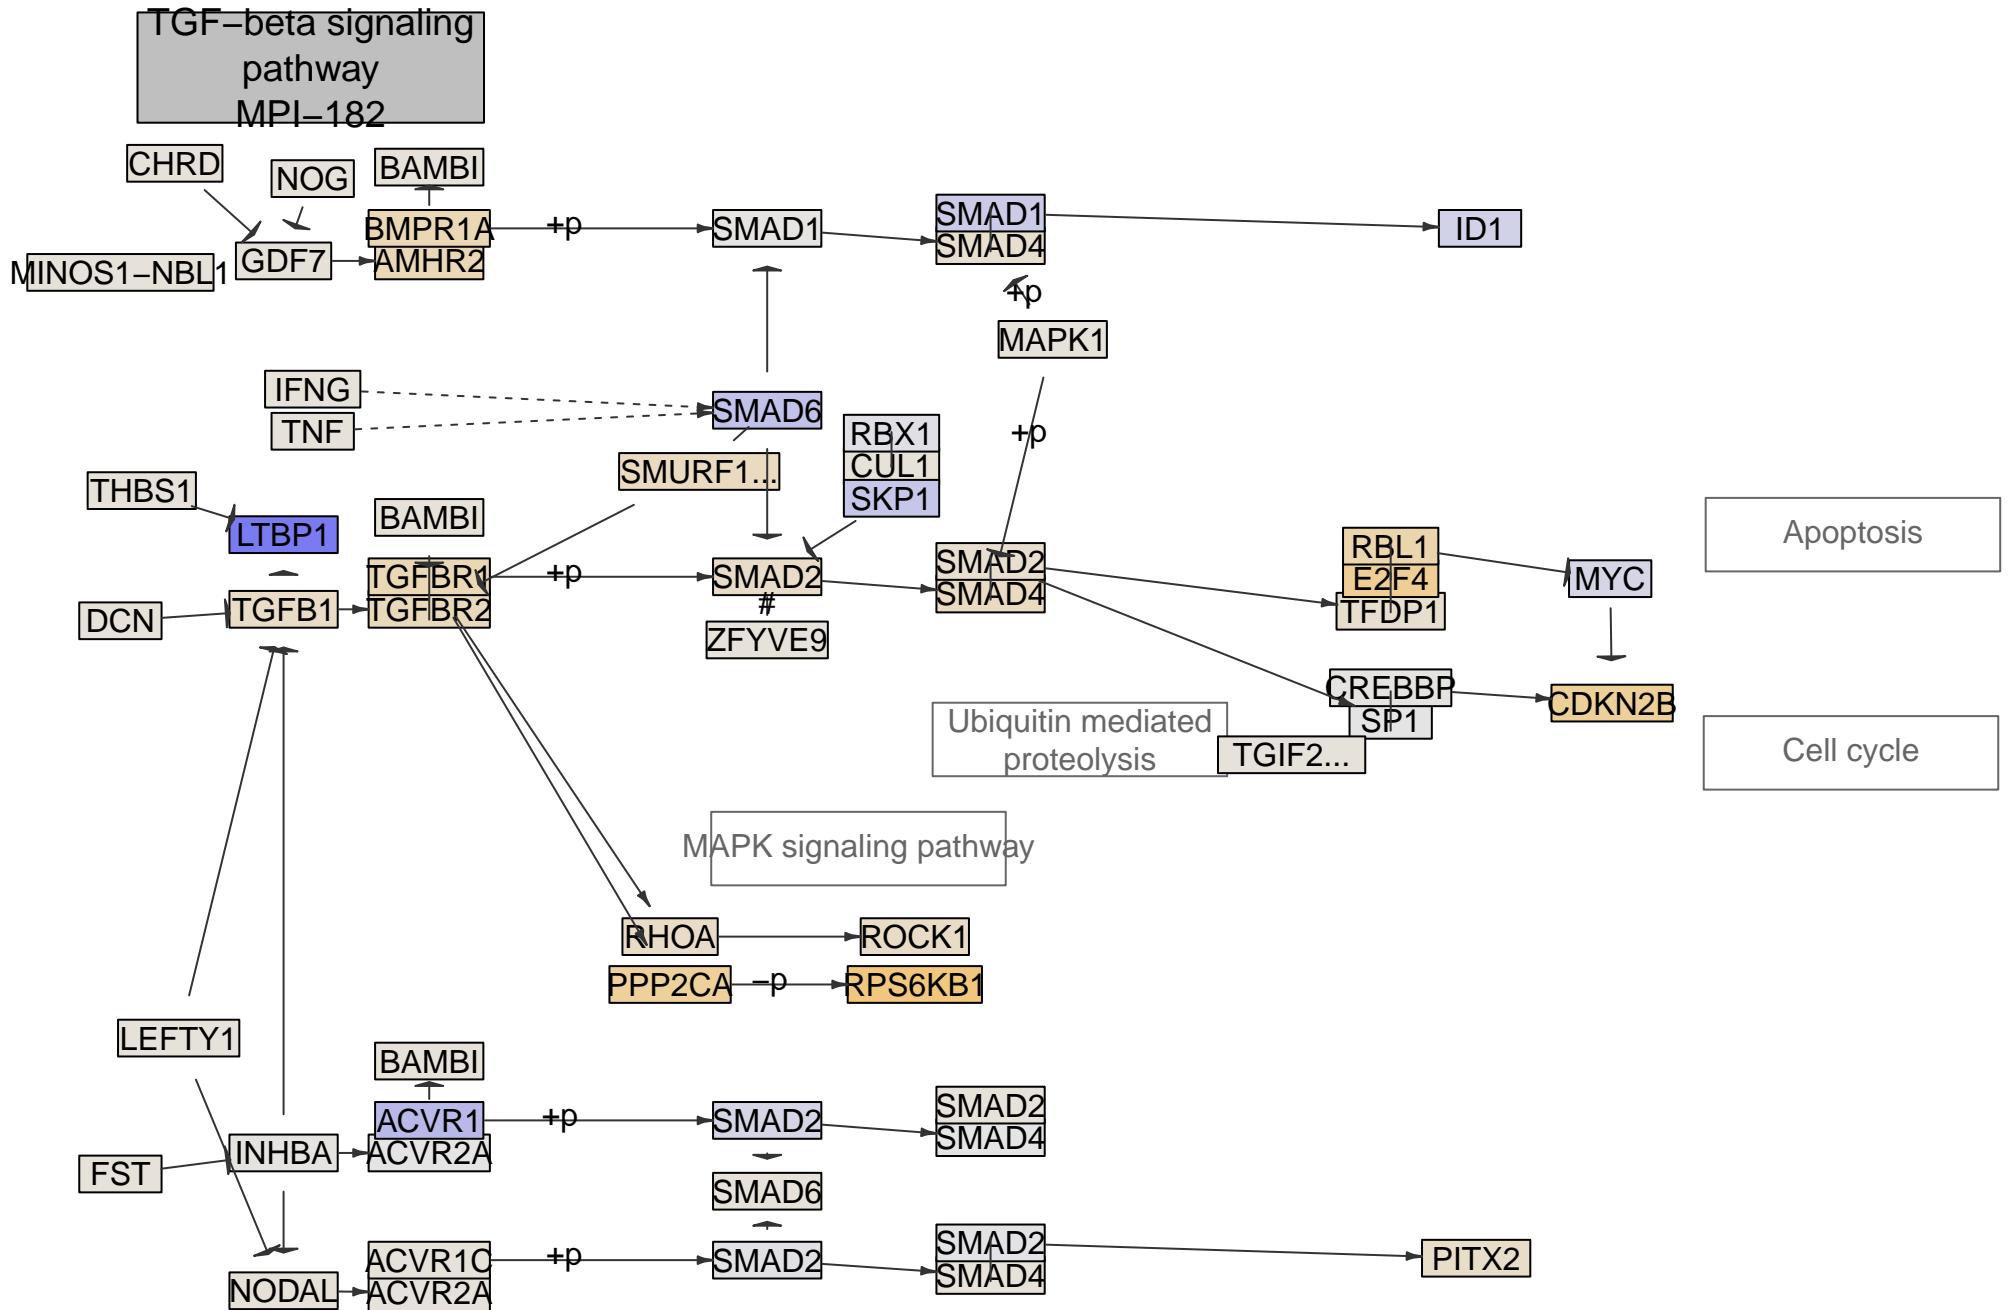 TGF−beta signaling
pathway
MPI−182
CHRD
NOG
BAMBI
BMPR1A
+p
SMAD1
SMAD1
SMAD4
ID1
MINOS1−NBL1
GDF7
AMHR2
+p
MAPK1
IFNG
TNF
SMAD6
RBX1
CUL1
SKP1
+p
SMURF1...
THBS1
LTBP1
BAMBI
Apoptosis
TGFBR1
TGFBR2
+p
SMAD2
#
ZFYVE9
SMAD2
SMAD4
RBL1
E2F4
TFDP1
MYC
DCN
TGFB1
CREBBP
SP1
TGIF2...
CDKN2B
Ubiquitin mediated
proteolysis
Cell cycle
MAPK signaling pathway
RHOA
ROCK1
PPP2CA
−p
RPS6KB1
LEFTY1
BAMBI
ACVR1
ACVR2A
+p
SMAD2
SMAD2
SMAD4
INHBA
FST
SMAD6
ACVR1C
ACVR2A
+p
SMAD2
SMAD2
SMAD4
PITX2
NODAL